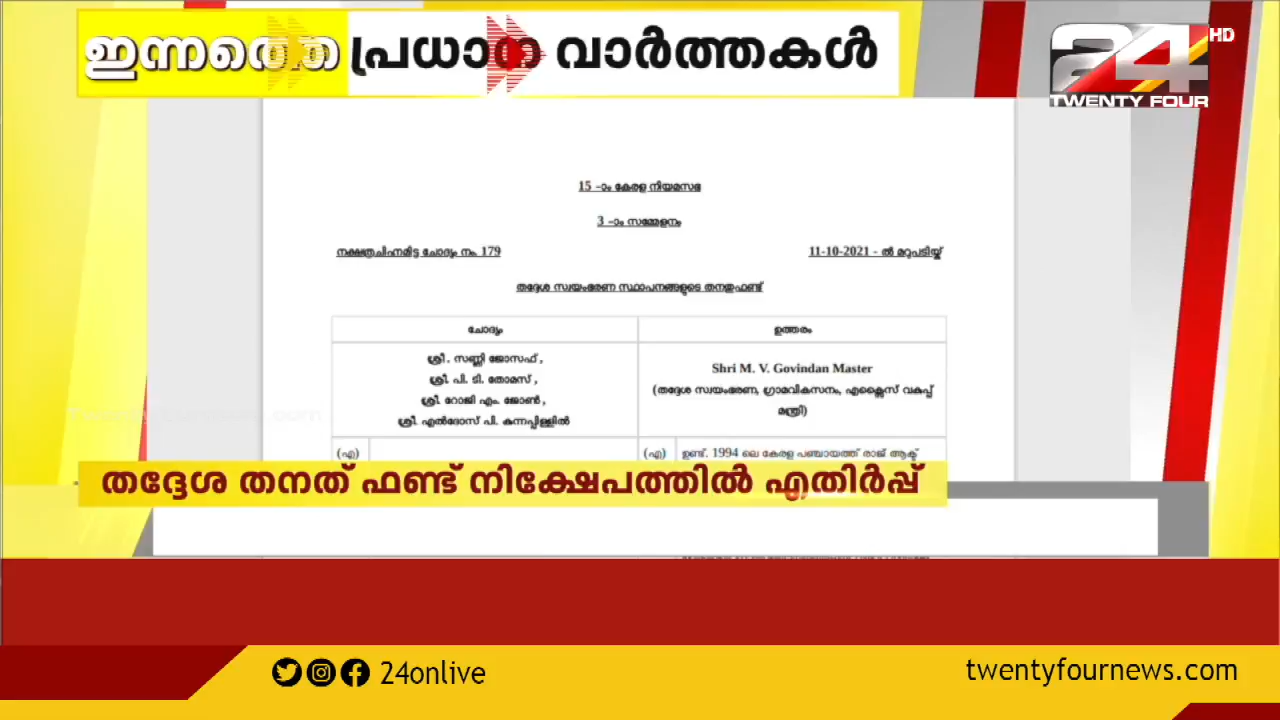 ഇന്നത്തെ പ്രധാന വാർത്തകൾ
24 HD
TWENTY FOUR
15 -ാം കേരള നിയമസഭ
3 -ാം സമ്മേളനം
നക്ഷത്രചിഹ്നമിട്ട ചോദ്യം നം. 179
11-10-2021 - ൽ മറുപടിയ്ക്ക്
തദ്ദേശ സ്വയംഭരണ സ്ഥാപനങ്ങളുടെ തനതുഫണ്ട്
ചോദ്യം
ഉത്തരം
ശ്രീ. സണ്ണി ജോസഫ് ,
ശ്രീ. പി. ടി. തോമസ് ,
ശ്രീ. റോജി എം. ജോൺ ,
ശ്രീ. എൽദോസ് പി. കുന്നപ്പിള്ളിൽ
Shri M. V. Govindan Master
(തദ്ദേശ സ്വയംഭരണ, ഗ്രാമവികസനം, എക്സൈസ് വകുപ്പ്
മന്ത്രി)
(എ)
(എ) ഉണ്ട്. 1994 ലെ കേരള പഞ്ചായത്ത് രാജ് ആക്ട്
Twentyfournews.com
തദ്ദേശ തനത് ഫണ്ട് നിക്ഷേപത്തിൽ എതിർപ്പ്
24onlive
twentyfournews.com